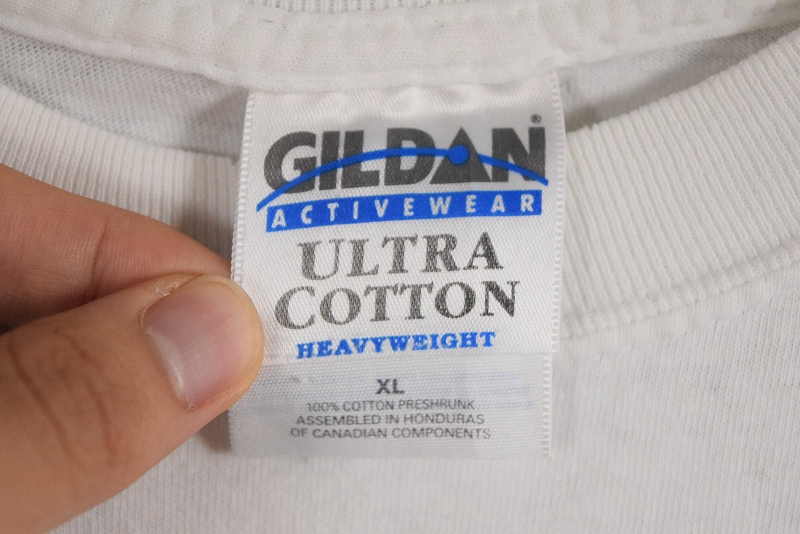 GILDAN®
ACTIVEWEAR
ULTRA
COTTON
HEAVYWEIGHT
XL
100% COTTON PRESHRUNK
ASSEMBLED IN HONDURAS
OF CANADIAN COMPONENTS